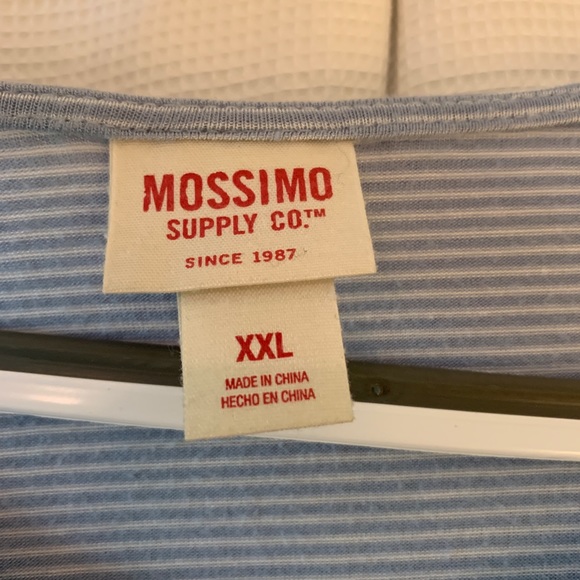 MOSSIMO
SUPPLY CO.™
SINCE 1987
XXL
MADE IN CHINA
HECHO EN CHINA